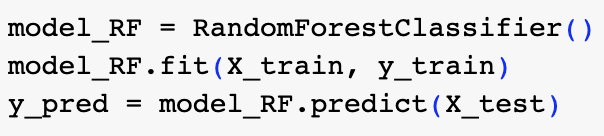 model_RF = RandomForestClassifier()
model_RF.fit(X_train, y_train)
y_pred = model_RF.predict(X_test)